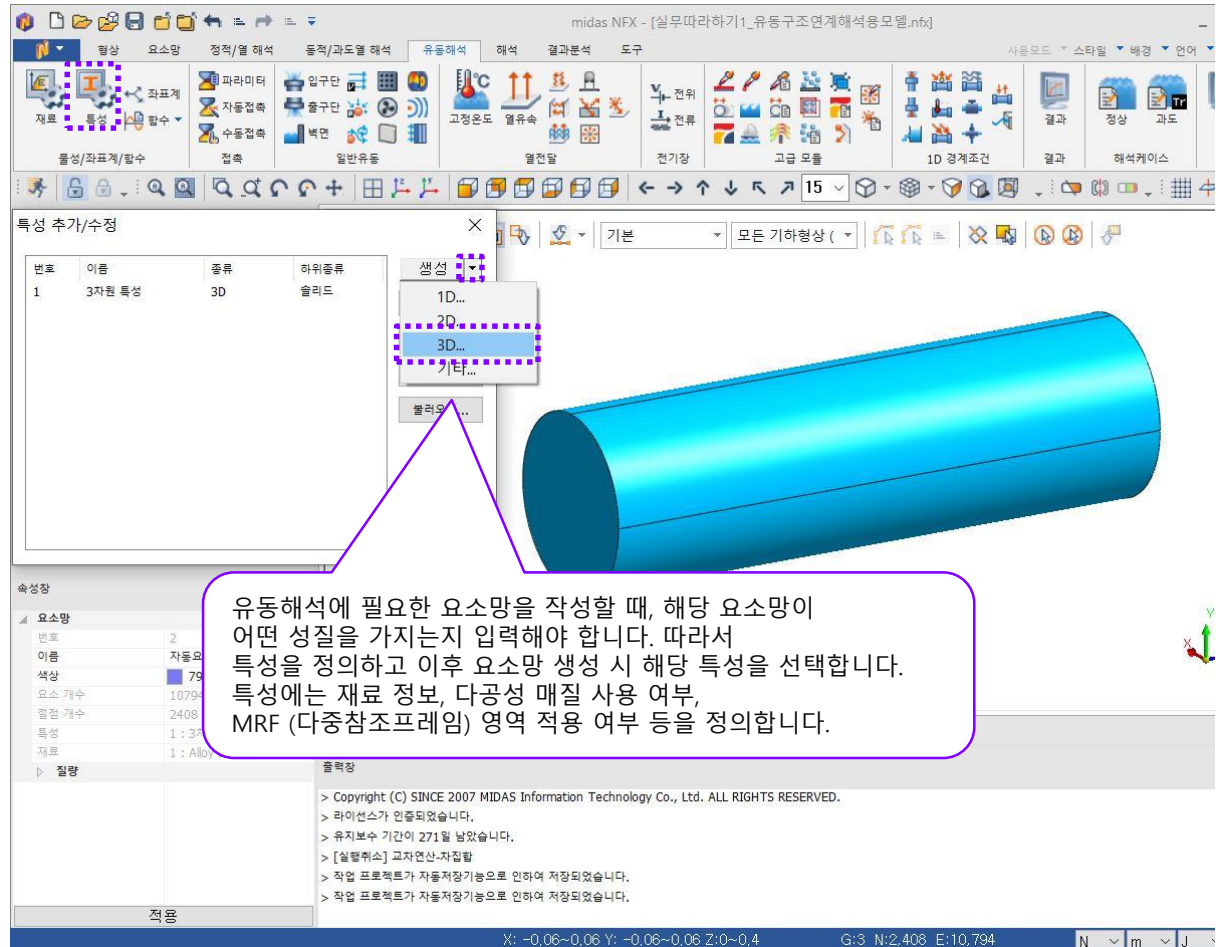 midas NFX - [실무따라하기1_유동구조연계해석용모델.nfx]
형상 요소망 정적/열 해석 동적/과도열 해석 유동해석 해석 결과분석 도구 사용모드 스타일 배경 언어
재료 특성 좌표계 함수
파라미터 자동접촉 수동접촉
입구단 출구단 벽면
고정온도 열유속
전위 전류
결과 정상 과도
물성/좌표계/함수 접촉 일반유동 열전달 전기장 고급 모듈 1D 경계조건 결과 해석케이스
15
특성 추가/수정
기본 모든 기하형상 (
번호 이름 종류 하위종류
1 3차원 특성 3D 솔리드
생성
1D...
2D...
3D...
기타...
유동해석에 필요한 요소망을 작성할 때, 해당 요소망이
어떤 성질을 가지는지 입력해야 합니다. 따라서
특성을 정의하고 이후 요소망 생성 시 해당 특성을 선택합니다.
특성에는 재료 정보, 다공성 매질 사용 여부,
MRF (다중참조프레임) 영역 적용 여부 등을 정의합니다.
속성창
요소망
번호 2
이름 자동요
색상 79
요소 개수 10794
절점 개수 2408
특성 1 : 3차
재료 1 : Alloy
질량
적용
Y
X
출력창
> Copyright (C) SINCE 2007 MIDAS Information Technology Co., Ltd. ALL RIGHTS RESERVED.
> 라이선스가 인증되었습니다.
> 유지보수 기간이 271일 남았습니다.
> [실행취소] 교차연산-차집합
> 작업 프로젝트가 자동저장기능으로 인하여 저장되었습니다.
> 작업 프로젝트가 자동저장기능으로 인하여 저장되었습니다.
X: -0,06~0,06 Y: -0,06~0,06 Z:0~0,4 G:3 N:2,408 E:10,794 N m J